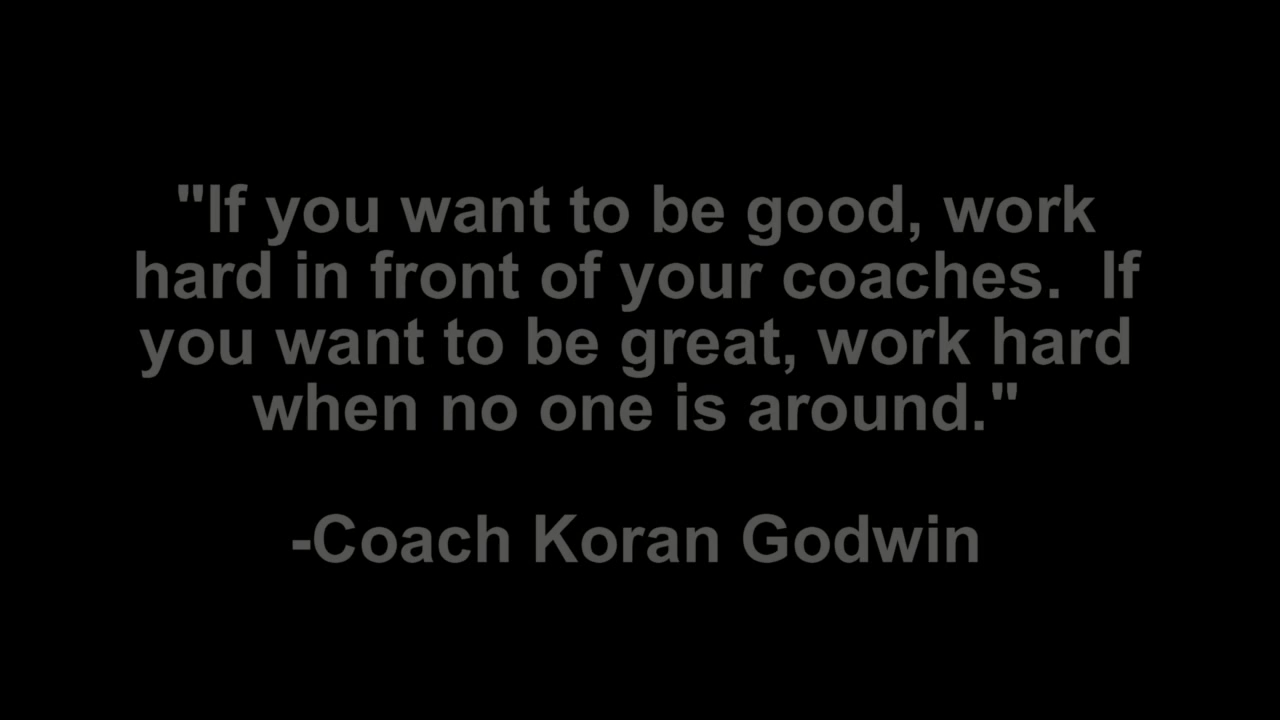 "If you want to be good, work
hard in front of your coaches.  If
you want to be great, work hard
when no one is around."
-Coach Koran Godwin